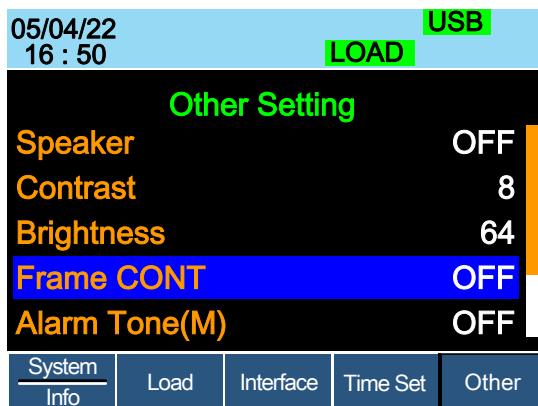 05/04/22 USB
16 : 50 LOAD
Other Setting
Speaker OFF
Contrast 8
Brightness 64
Frame CONT OFF
Alarm Tone(M) OFF
System Info Load Interface Time Set Other